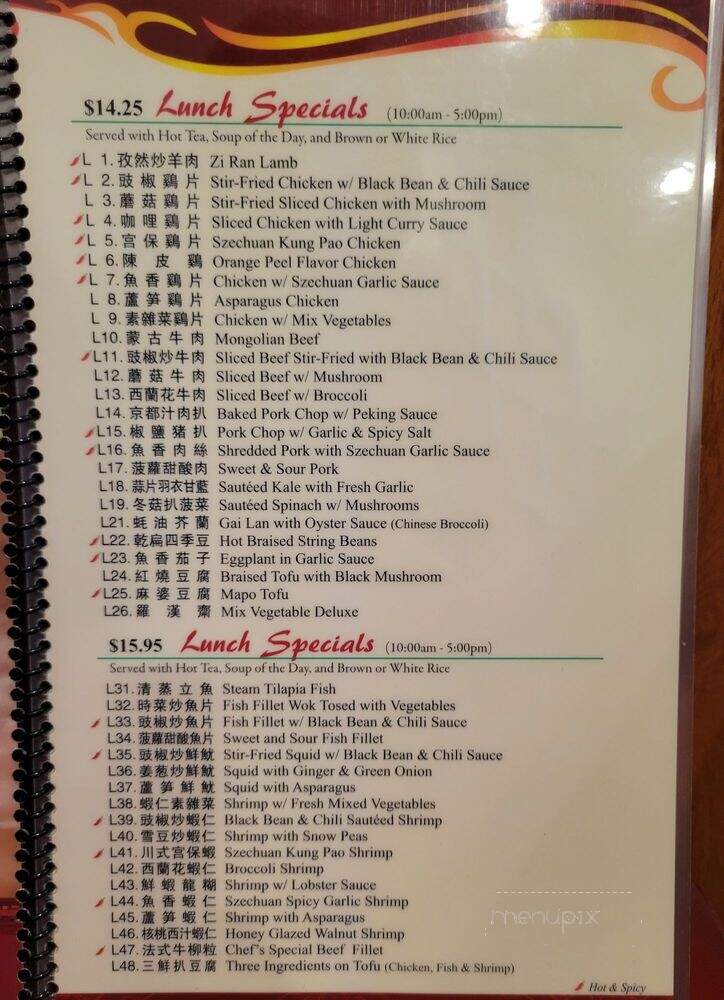 $14.25 Lunch Specials (10:00am - 5:00pm)
Served with Hot Tea, Soup of the Day, and Brown or White Rice
L 1. 孜然炒羊肉 Zi Ran Lamb
L 2. 豉椒鷄片 Stir-Fried Chicken w/ Black Bean & Chili Sauce
L 3. 蘑菇鷄片 Stir-Fried Sliced Chicken with Mushroom
L 4. 咖哩鷄片 Sliced Chicken with Light Curry Sauce
L 5. 宮保鷄片 Szechuan Kung Pao Chicken
L 6. 陳皮鷄 Orange Peel Flavor Chicken
L 7. 魚香鷄片 Chicken w/ Szechuan Garlic Sauce
L 8. 蘆筍鷄片 Asparagus Chicken
L 9. 素雜菜鷄片 Chicken w/ Mix Vegetables
L10. 蒙古牛肉 Mongolian Beef
L11. 豉椒炒牛肉 Sliced Beef Stir-Fried with Black Bean & Chili Sauce
L12. 蘑菇牛肉 Sliced Beef w/ Mushroom
L13. 西蘭花牛肉 Sliced Beef w/ Broccoli
L14. 京都汁肉扒 Baked Pork Chop w/ Peking Sauce
L15. 椒鹽豬扒 Pork Chop w/ Garlic & Spicy Salt
L16. 魚香肉絲 Shredded Pork with Szechuan Garlic Sauce
L17. 菠蘿甜酸肉 Sweet & Sour Pork
L18. 蒜片羽衣甘藍 Sautéed Kale with Fresh Garlic
L19. 冬菇扒菠菜 Sautéed Spinach w/ Mushrooms
L21. 蚝油芥蘭 Gai Lan with Oyster Sauce (Chinese Broccoli)
L22. 乾扁四季豆 Hot Braised String Beans
L23. 魚香茄子 Eggplant in Garlic Sauce
L24. 紅燒豆腐 Braised Tofu with Black Mushroom
L25. 麻婆豆腐 Mapo Tofu
L26. 羅漢齋 Mix Vegetable Deluxe
$15.95 Lunch Specials (10:00am - 5:00pm)
Served with Hot Tea, Soup of the Day, and Brown or White Rice
L31. 清蒸立魚 Steam Tilapia Fish
L32. 時菜炒魚片 Fish Fillet Wok Tosed with Vegetables
L33. 豉椒炒魚片 Fish Fillet w/ Black Bean & Chili Sauce
L34. 菠蘿甜酸魚片 Sweet and Sour Fish Fillet
L35. 豉椒炒鮮魷 Stir-Fried Squid w/ Black Bean & Chili Sauce
L36. 姜葱炒鮮魷 Squid with Ginger & Green Onion
L37. 蘆筍鮮魷 Squid with Asparagus
L38. 蝦仁素雜菜 Shrimp w/ Fresh Mixed Vegetables
L39. 豉椒炒蝦仁 Black Bean & Chili Sautéed Shrimp
L40. 雪豆炒蝦仁 Shrimp with Snow Peas
L41. 川式宮保蝦 Szechuan Kung Pao Shrimp
L42. 西蘭花蝦仁 Broccoli Shrimp
L43. 鮮蝦龍糊 Shrimp w/ Lobster Sauce
L44. 魚香蝦仁 Szechuan Spicy Garlic Shrimp
L45. 蘆筍蝦仁 Shrimp with Asparagus
L46. 核桃西汁蝦仁 Honey Glazed Walnut Shrimp
L47. 法式牛柳粒 Chef's Special Beef Fillet
L48. 三鮮扒豆腐 Three Ingredients on Tofu (Chicken, Fish & Shrimp)
menupix
Hot & Spicy